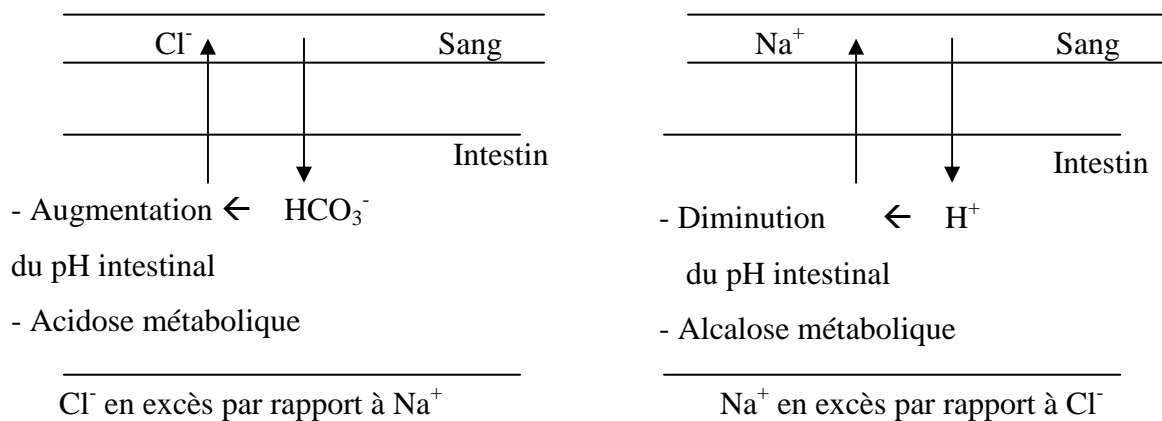 Cl⁻ Sang
Intestin
- Augmentation ← HCO₃⁻
du pH intestinal
- Acidose métabolique
Cl⁻ en excès par rapport à Na⁺
Na⁺ Sang
Intestin
- Diminution ← H⁺
du pH intestinal
- Alcalose métabolique
Na⁺ en excès par rapport à Cl⁻